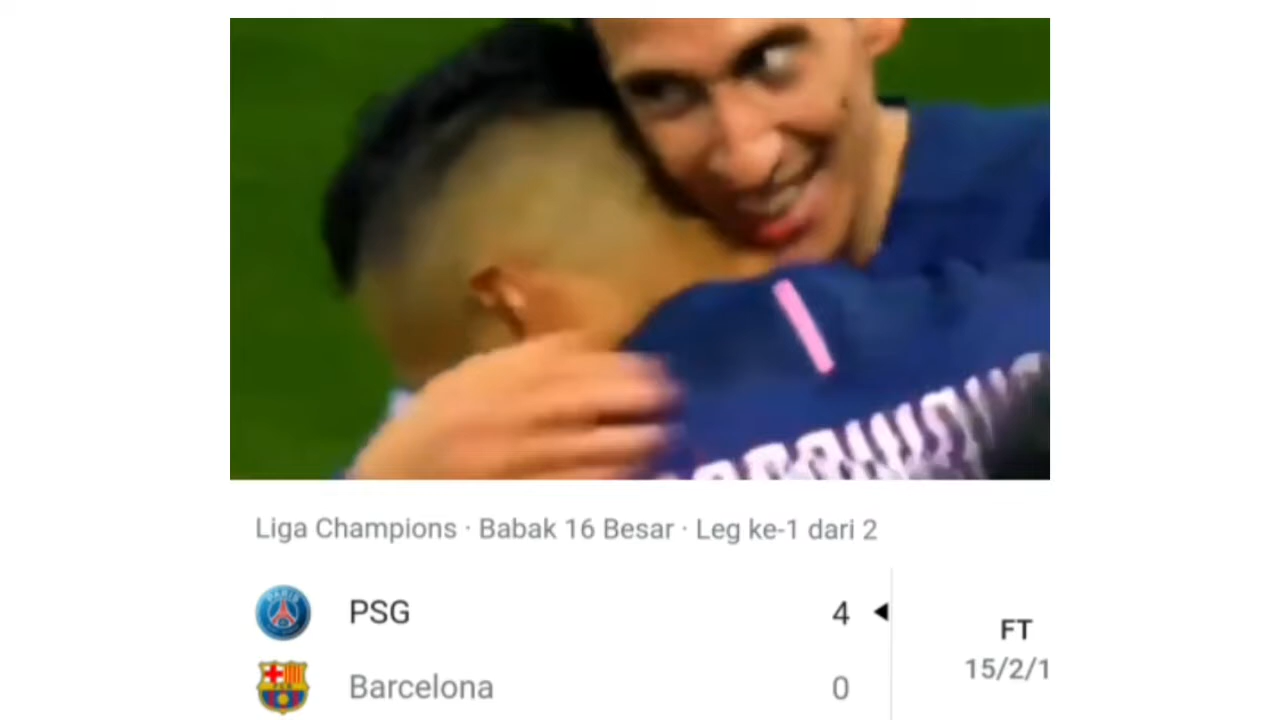 Liga Champions · Babak 16 Besar · Leg ke-1 dari 2
PSG 4
FT
15/2/1
Barcelona 0